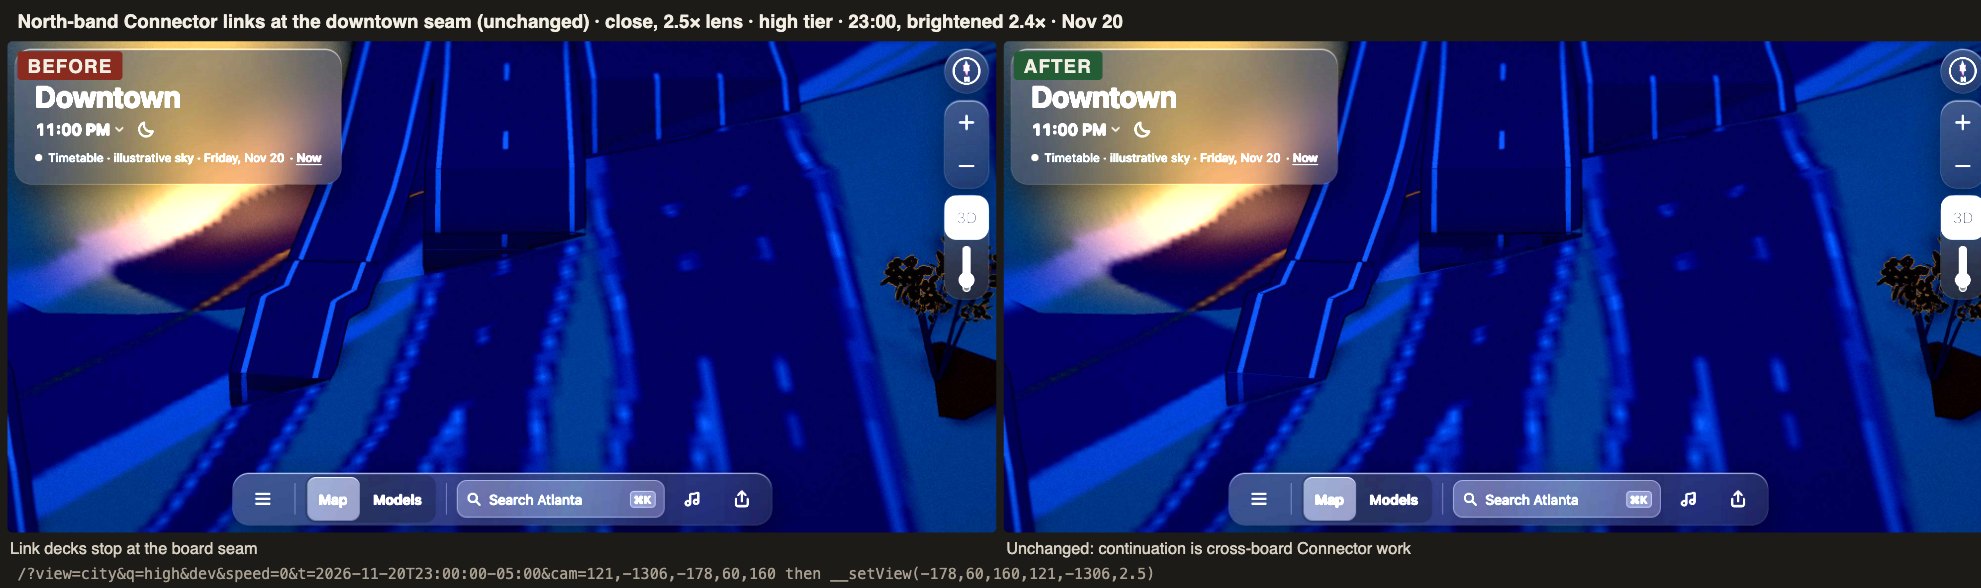 North-band Connector links at the downtown seam (unchanged) · close, 2.5× lens · high tier · 23:00, brightened 2.4× · Nov 20
BEFORE
Downtown
11:00 PM
Timetable · illustrative sky · Friday, Nov 20 · Now
+
−
3D
Map Models Search Atlanta ⌘K
Link decks stop at the board seam
AFTER
Downtown
11:00 PM
Timetable · illustrative sky · Friday, Nov 20 · Now
+
−
3D
Map Models Search Atlanta ⌘K
Unchanged: continuation is cross-board Connector work
/?view=city&q=high&dev&speed=0&t=2026-11-20T23:00:00-05:00&cam=121,-1306,-178,60,160 then __setView(-178,60,160,121,-1306,2.5)